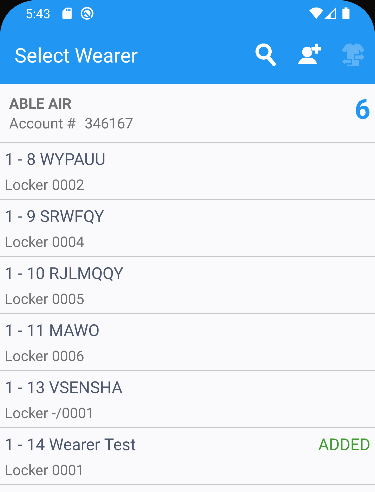 5:43
Select Wearer
ABLE AIR 6
Account # 346167
1 - 8 WYPAUU
Locker 0002
1 - 9 SRWFQY
Locker 0004
1 - 10 RJLMQQY
Locker 0005
1 - 11 MAWO
Locker 0006
1 - 13 VSENSHA
Locker -/0001
1 - 14 Wearer Test ADDED
Locker 0001